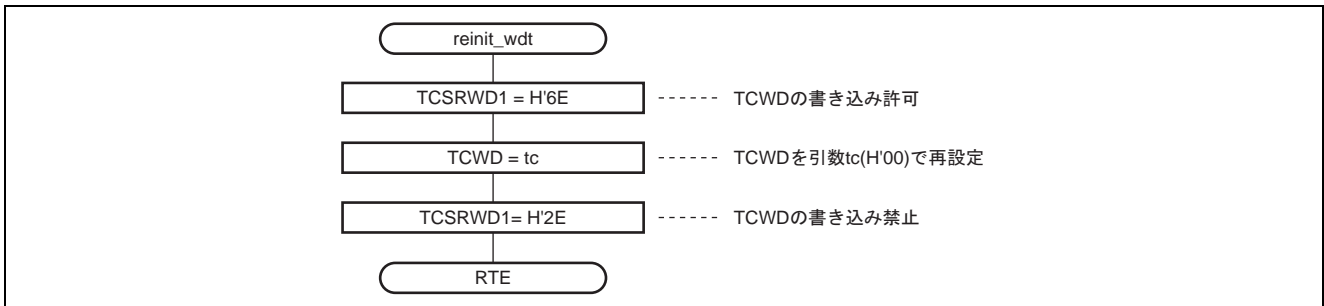 reinit_wdt
TCSRWD1 = H'6E ------ TCWDの書き込み許可
TCWD = tc ------ TCWDを引数tc(H'00)で再設定
TCSRWD1= H'2E ------ TCWDの書き込み禁止
RTE